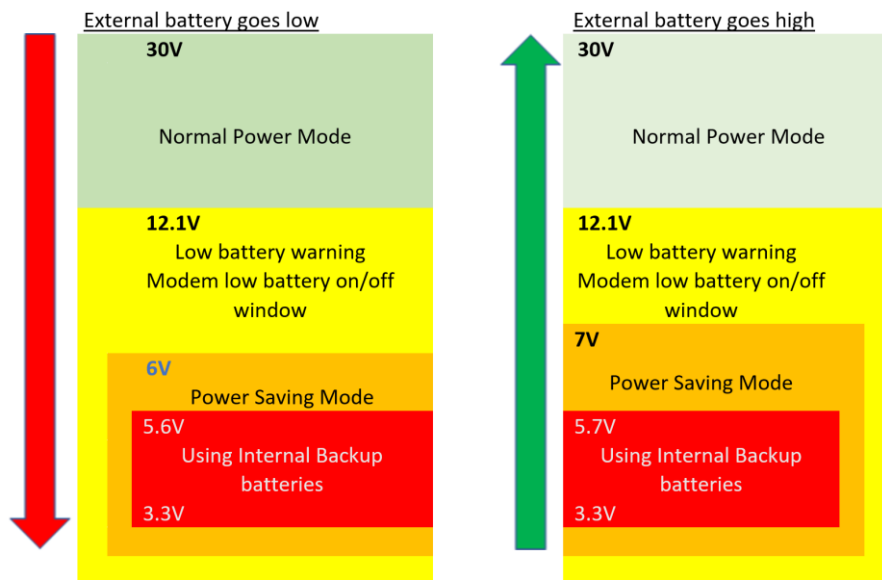 External battery goes low
30V
Normal Power Mode
12.1V
Low battery warning
Modem low battery on/off
window
6V
Power Saving Mode
5.6V
Using Internal Backup
batteries
3.3V
External battery goes high
30V
Normal Power Mode
12.1V
Low battery warning
Modem low battery on/off
window
7V
Power Saving Mode
5.7V
Using Internal Backup
batteries
3.3V